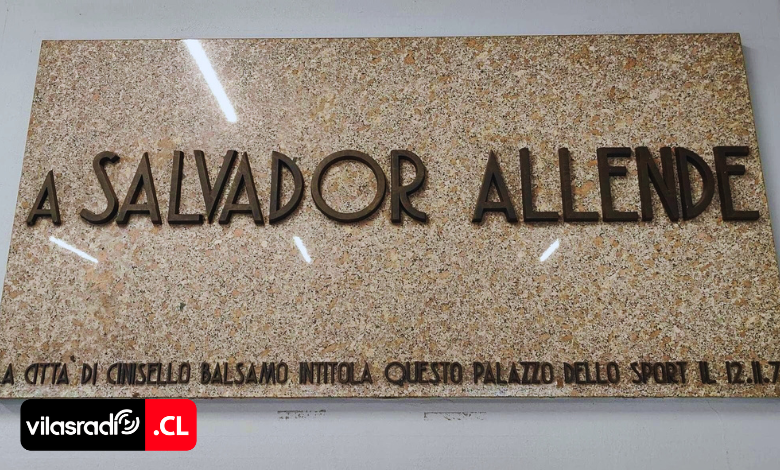 A SALVADOR ALLENDE
A CITTA' DI CINISELLO BALSAMO INTITOLA QUESTO PALAZZO DELLO SPORT IL 12.11.7
vilasradio .CL